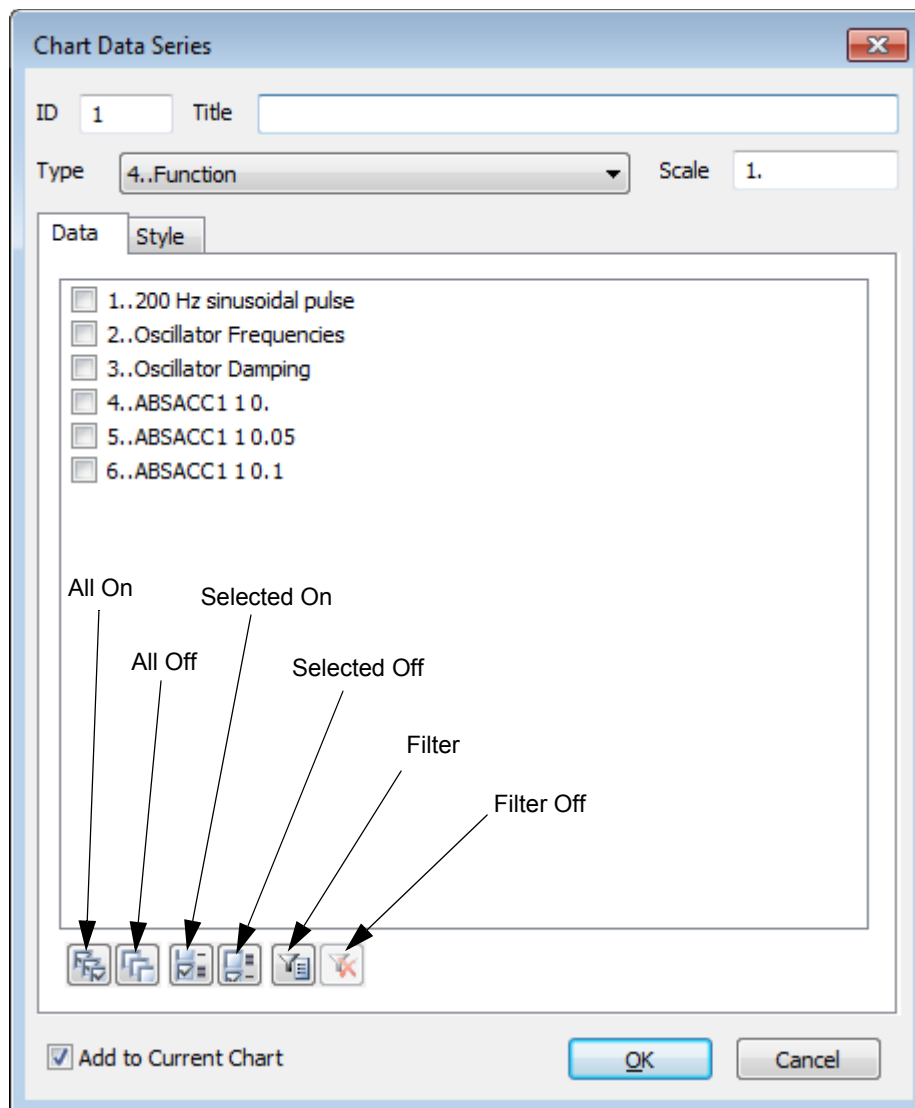 Chart Data Series
ID 1 Title
Type 4..Function Scale 1.
Data Style
1..200 Hz sinusoidal pulse
2..Oscillator Frequencies
3..Oscillator Damping
4..ABSACC1 1 0.
5..ABSACC1 1 0.05
6..ABSACC1 1 0.1
All On
Selected On
All Off
Selected Off
Filter
Filter Off
Add to Current Chart OK Cancel